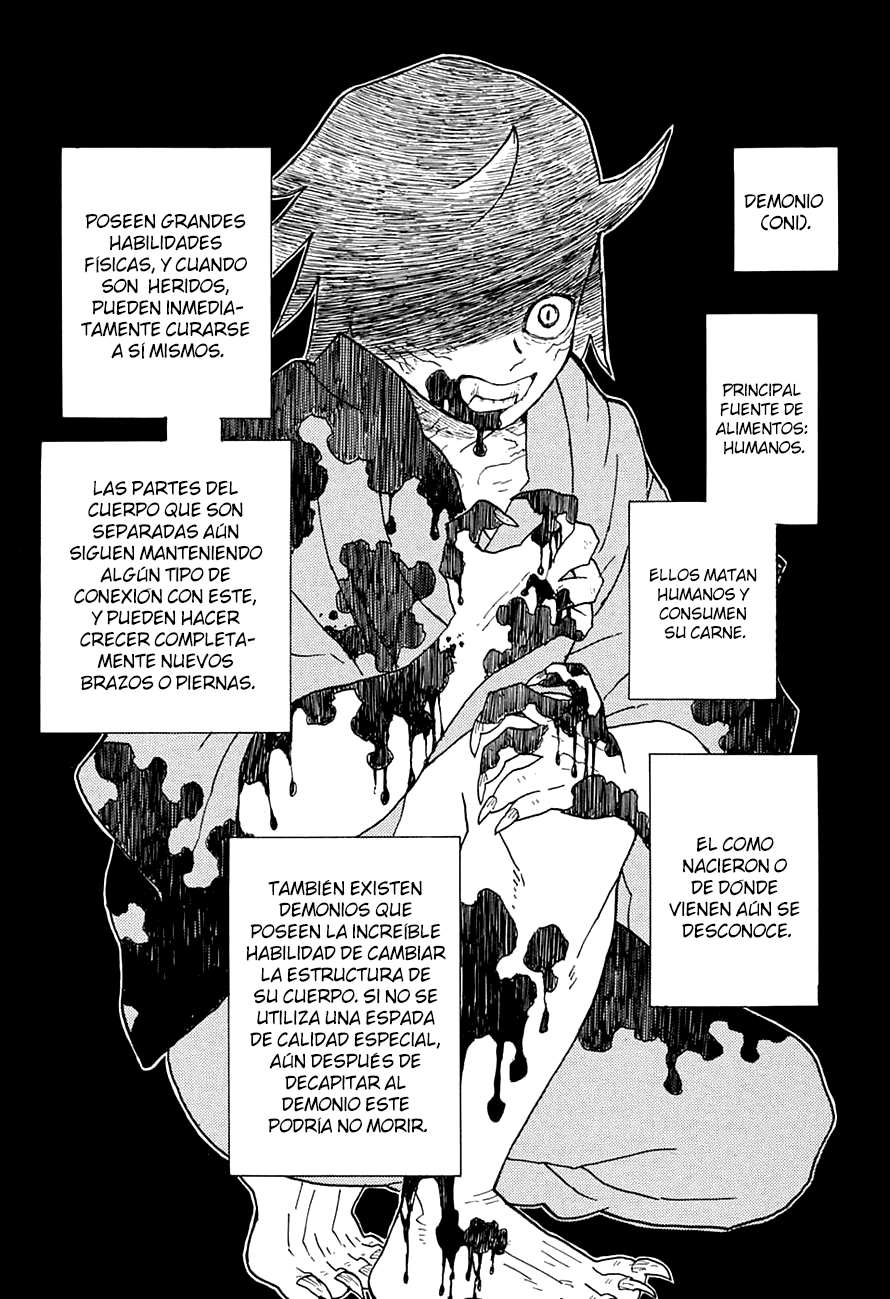 DEMONIO
(ONI).
PRINCIPAL
FUENTE DE
ALIMENTOS:
HUMANOS.
ELLOS MATAN
HUMANOS Y
CONSUMEN
SU CARNE.
EL COMO
NACIERON O
DE DONDE
VIENEN AÚN SE
DESCONOCE.
POSEEN GRANDES
HABILIDADES
FÍSICAS, Y CUANDO
SON HERIDOS,
PUEDEN INMEDIA-
TAMENTE CURARSE
A SÍ MISMOS.
LAS PARTES DEL
CUERPO QUE SON
SEPARADAS AÚN
SIGUEN MANTENIENDO
ALGÚN TIPO DE
CONEXIÓN CON ESTE,
Y PUEDEN HACER
CRECER COMPLETA-
MENTE NUEVOS
BRAZOS O PIERNAS.
TAMBIÉN EXISTEN
DEMONIOS QUE
POSEEN LA INCREÍBLE
HABILIDAD DE CAMBIAR
LA ESTRUCTURA DE
SU CUERPO. SI NO SE
UTILIZA UNA ESPADA
DE CALIDAD ESPECIAL,
AÚN DESPUÉS DE
DECAPITAR AL
DEMONIO ESTE
PODRÍA NO MORIR.